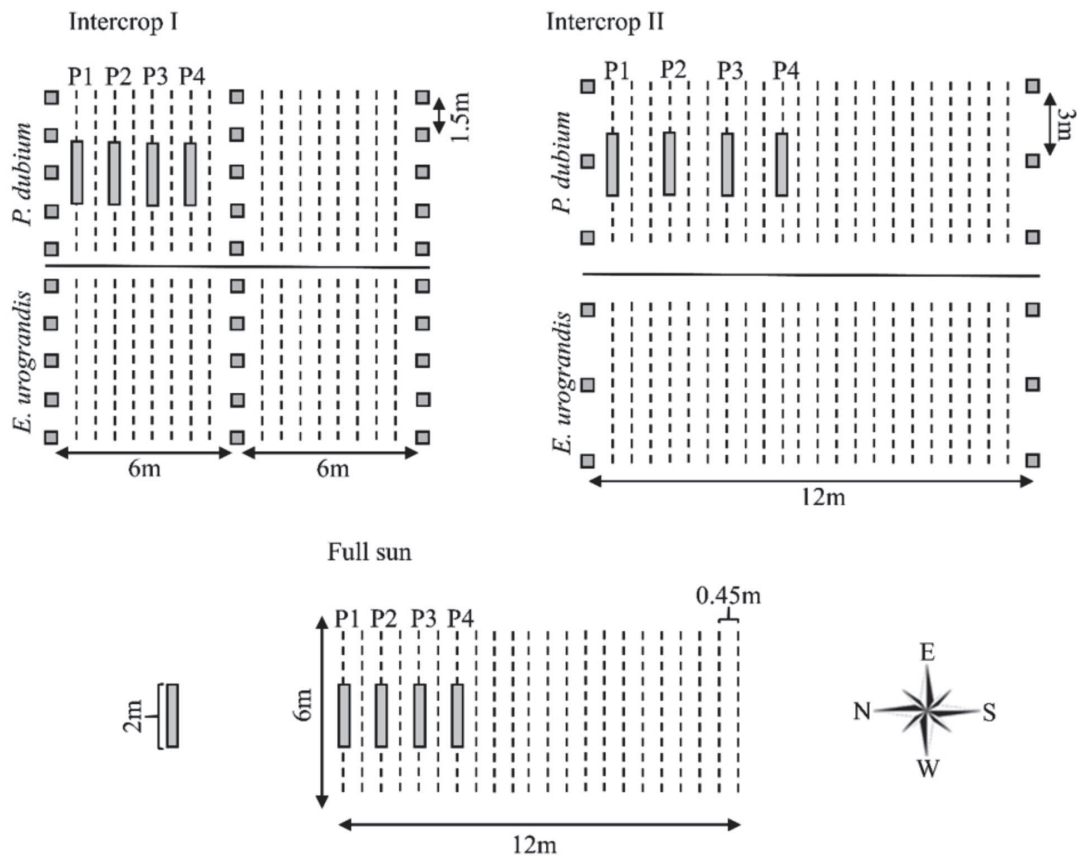 Intercrop I
P1 P2 P3 P4
1.5m
P. dubium
E. urograndis
6m
6m
Intercrop II
P1 P2 P3 P4
3m
P. dubium
E. urograndis
12m
Full sun
0.45m
P1 P2 P3 P4
2m
6m
12m
E
N S
W